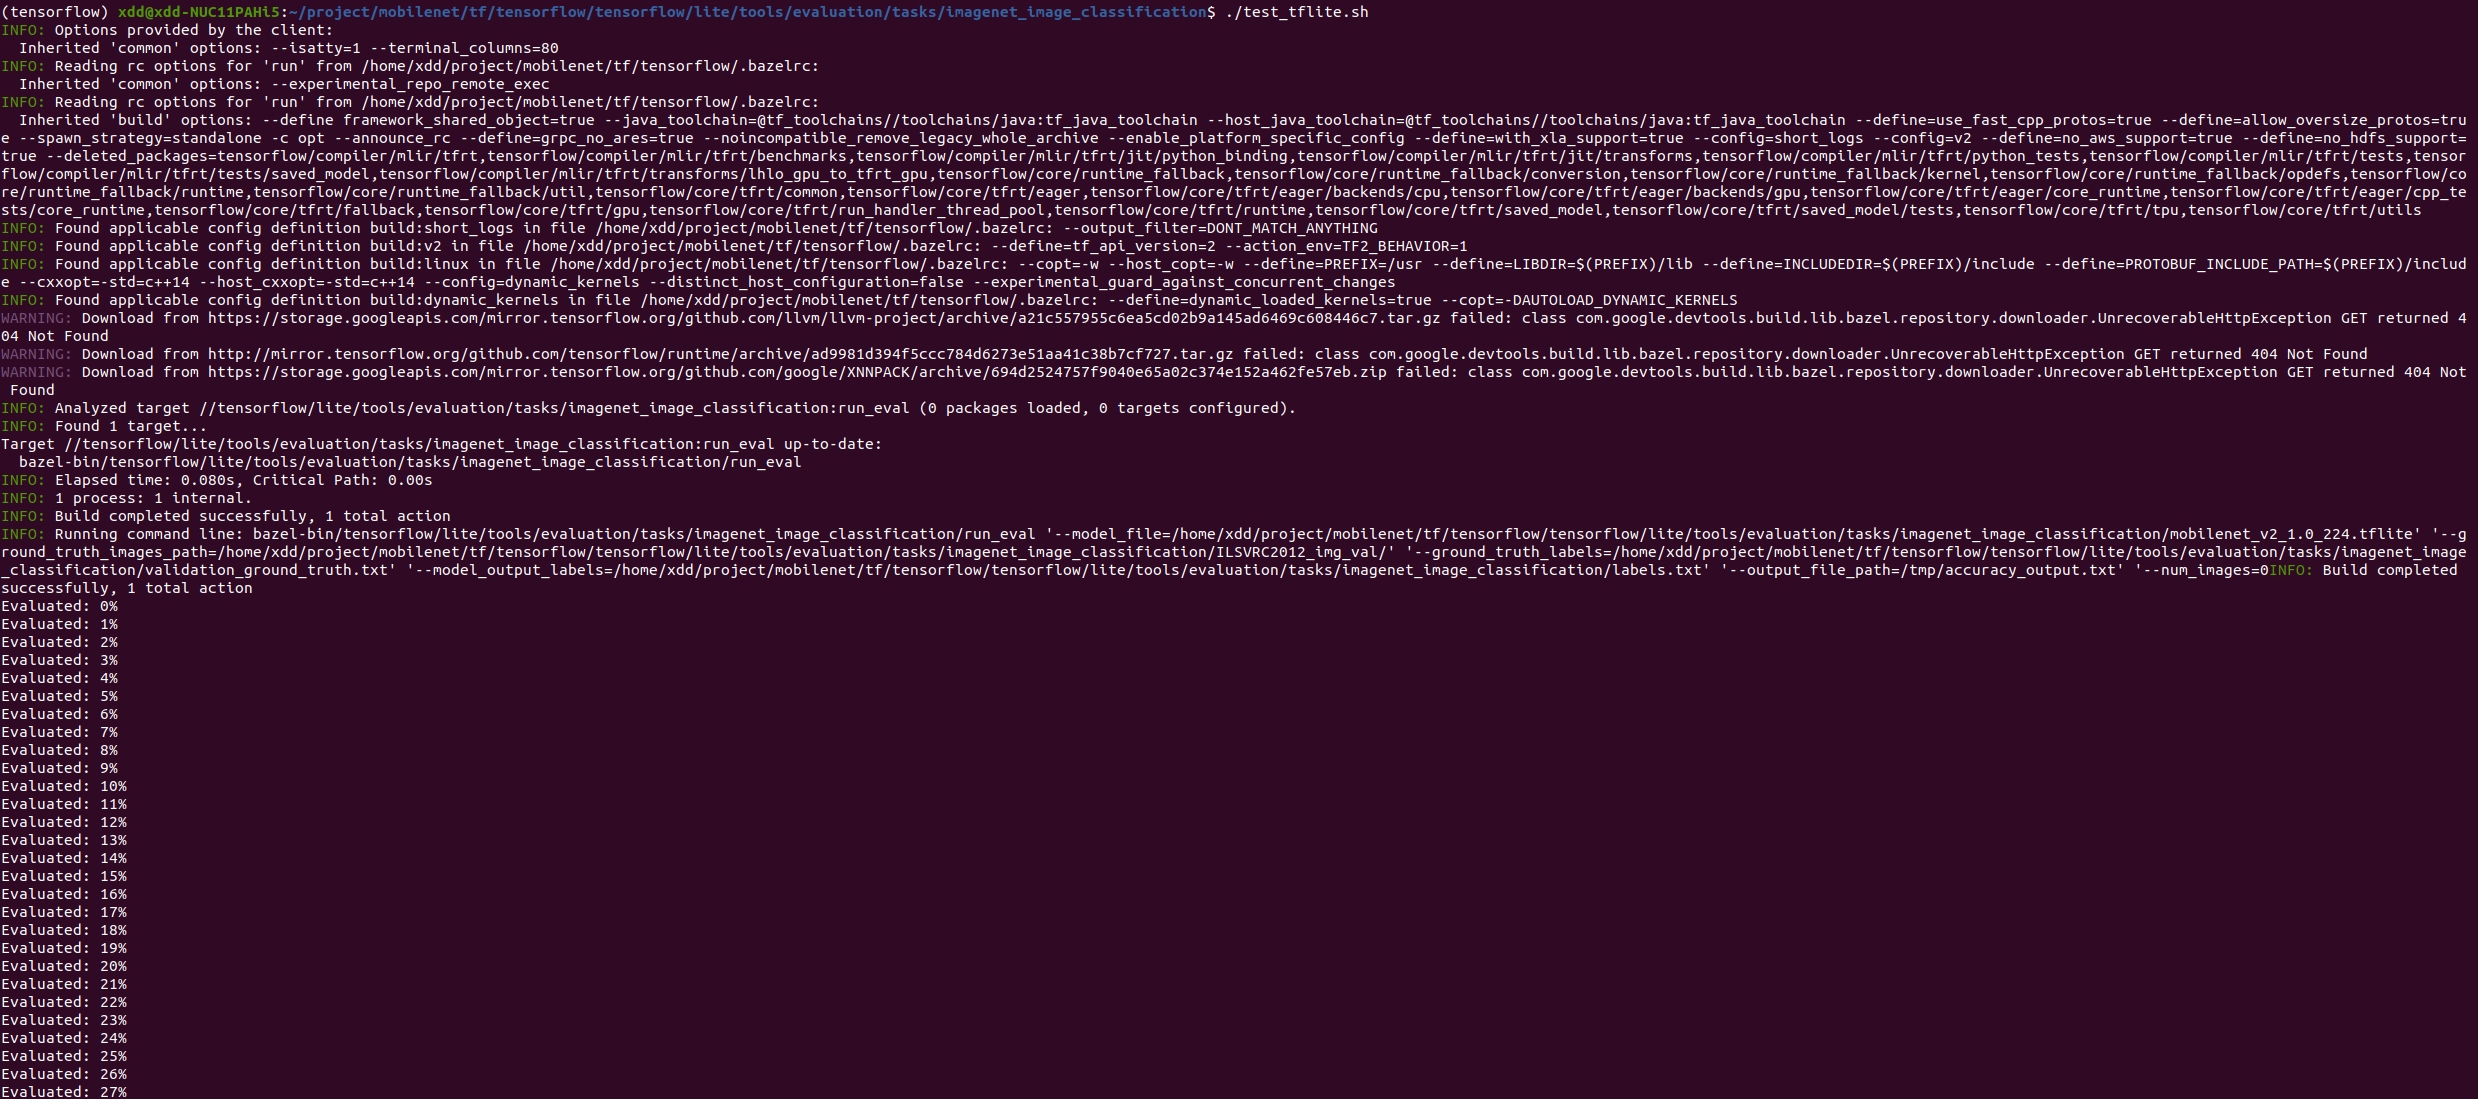 (tensorflow) xdd@xdd-NUC11PAHi5:~/project/mobilenet/tf/tensorflow/tensorflow/lite/tools/evaluation/tasks/imagenet_image_classification$ ./test_tflite.sh
INFO: Options provided by the client:
  Inherited 'common' options: --isatty=1 --terminal_columns=80
INFO: Reading rc options for 'run' from /home/xdd/project/mobilenet/tf/tensorflow/.bazelrc:
  Inherited 'common' options: --experimental_repo_remote_exec
INFO: Reading rc options for 'run' from /home/xdd/project/mobilenet/tf/tensorflow/.bazelrc:
  Inherited 'build' options: --define framework_shared_object=true --java_toolchain=@tf_toolchains//toolchains/java:tf_java_toolchain --host_java_toolchain=@tf_toolchains//toolchains/java:tf_java_toolchain --define=use_fast_cpp_protos=true --define=allow_oversize_protos=tru
e --spawn_strategy=standalone -c opt --announce_rc --define=grpc_no_ares=true --noincompatible_remove_legacy_whole_archive --enable_platform_specific_config --define=with_xla_support=true --config=short_logs --config=v2 --define=no_aws_support=true --define=no_hdfs_support=
true --deleted_packages=tensorflow/compiler/mlir/tfrt,tensorflow/compiler/mlir/tfrt/benchmarks,tensorflow/compiler/mlir/tfrt/jit/python_binding,tensorflow/compiler/mlir/tfrt/jit/transforms,tensorflow/compiler/mlir/tfrt/python_tests,tensorflow/compiler/mlir/tfrt/tests,tensor
flow/compiler/mlir/tfrt/tests/saved_model,tensorflow/compiler/mlir/tfrt/transforms/lhlo_gpu_to_tfrt_gpu,tensorflow/core/runtime_fallback,tensorflow/core/runtime_fallback/conversion,tensorflow/core/runtime_fallback/kernel,tensorflow/core/runtime_fallback/opdefs,tensorflow/co
re/runtime_fallback/runtime,tensorflow/core/runtime_fallback/util,tensorflow/core/tfrt/common,tensorflow/core/tfrt/eager,tensorflow/core/tfrt/eager/backends/cpu,tensorflow/core/tfrt/eager/backends/gpu,tensorflow/core/tfrt/eager/core_runtime,tensorflow/core/tfrt/eager/cpp_te
sts/core_runtime,tensorflow/core/tfrt/fallback,tensorflow/core/tfrt/gpu,tensorflow/core/tfrt/run_handler_thread_pool,tensorflow/core/tfrt/runtime,tensorflow/core/tfrt/saved_model,tensorflow/core/tfrt/saved_model/tests,tensorflow/core/tfrt/tpu,tensorflow/core/tfrt/utils
INFO: Found applicable config definition build:short_logs in file /home/xdd/project/mobilenet/tf/tensorflow/.bazelrc: --output_filter=DONT_MATCH_ANYTHING
INFO: Found applicable config definition build:v2 in file /home/xdd/project/mobilenet/tf/tensorflow/.bazelrc: --define=tf_api_version=2 --action_env=TF2_BEHAVIOR=1
INFO: Found applicable config definition build:linux in file /home/xdd/project/mobilenet/tf/tensorflow/.bazelrc: --copt=-w --host_copt=-w --define=PREFIX=/usr --define=LIBDIR=$(PREFIX)/lib --define=INCLUDEDIR=$(PREFIX)/include --define=PROTOBUF_INCLUDE_PATH=$(PREFIX)/includ
e --cxxopt=-std=c++14 --host_cxxopt=-std=c++14 --config=dynamic_kernels --distinct_host_configuration=false --experimental_guard_against_concurrent_changes
INFO: Found applicable config definition build:dynamic_kernels in file /home/xdd/project/mobilenet/tf/tensorflow/.bazelrc: --define=dynamic_loaded_kernels=true --copt=-DAUTOLOAD_DYNAMIC_KERNELS
WARNING: Download from https://storage.googleapis.com/mirror.tensorflow.org/github.com/llvm/llvm-project/archive/a21c557955c6ea5cd02b9a145ad6469c608446c7.tar.gz failed: class com.google.devtools.build.lib.bazel.repository.downloader.UnrecoverableHttpException GET returned 4
04 Not Found
WARNING: Download from http://mirror.tensorflow.org/github.com/tensorflow/runtime/archive/ad9981d394f5ccc784d6273e51aa41c38b7cf727.tar.gz failed: class com.google.devtools.build.lib.bazel.repository.downloader.UnrecoverableHttpException GET returned 404 Not Found
WARNING: Download from https://storage.googleapis.com/mirror.tensorflow.org/github.com/google/XNNPACK/archive/694d2524757f9040e65a02c374e152a462fe57eb.zip failed: class com.google.devtools.build.lib.bazel.repository.downloader.UnrecoverableHttpException GET returned 404 Not
 Found
INFO: Analyzed target //tensorflow/lite/tools/evaluation/tasks/imagenet_image_classification:run_eval (0 packages loaded, 0 targets configured).
INFO: Found 1 target...
Target //tensorflow/lite/tools/evaluation/tasks/imagenet_image_classification:run_eval up-to-date:
  bazel-bin/tensorflow/lite/tools/evaluation/tasks/imagenet_image_classification/run_eval
INFO: Elapsed time: 0.080s, Critical Path: 0.00s
INFO: 1 process: 1 internal.
INFO: Build completed successfully, 1 total action
INFO: Running command line: bazel-bin/tensorflow/lite/tools/evaluation/tasks/imagenet_image_classification/run_eval '--model_file=/home/xdd/project/mobilenet/tf/tensorflow/tensorflow/lite/tools/evaluation/tasks/imagenet_image_classification/mobilenet_v2_1.0_224.tflite' '--g
round_truth_images_path=/home/xdd/project/mobilenet/tf/tensorflow/tensorflow/lite/tools/evaluation/tasks/imagenet_image_classification/ILSVRC2012_img_val/' '--ground_truth_labels=/home/xdd/project/mobilenet/tf/tensorflow/tensorflow/lite/tools/evaluation/tasks/imagenet_image
_classification/validation_ground_truth.txt' '--model_output_labels=/home/xdd/project/mobilenet/tf/tensorflow/tensorflow/lite/tools/evaluation/tasks/imagenet_image_classification/labels.txt' '--output_file_path=/tmp/accuracy_output.txt' '--num_images=0INFO: Build completed
successfully, 1 total action
Evaluated: 0%
Evaluated: 1%
Evaluated: 2%
Evaluated: 3%
Evaluated: 4%
Evaluated: 5%
Evaluated: 6%
Evaluated: 7%
Evaluated: 8%
Evaluated: 9%
Evaluated: 10%
Evaluated: 11%
Evaluated: 12%
Evaluated: 13%
Evaluated: 14%
Evaluated: 15%
Evaluated: 16%
Evaluated: 17%
Evaluated: 18%
Evaluated: 19%
Evaluated: 20%
Evaluated: 21%
Evaluated: 22%
Evaluated: 23%
Evaluated: 24%
Evaluated: 25%
Evaluated: 26%
Evaluated: 27%